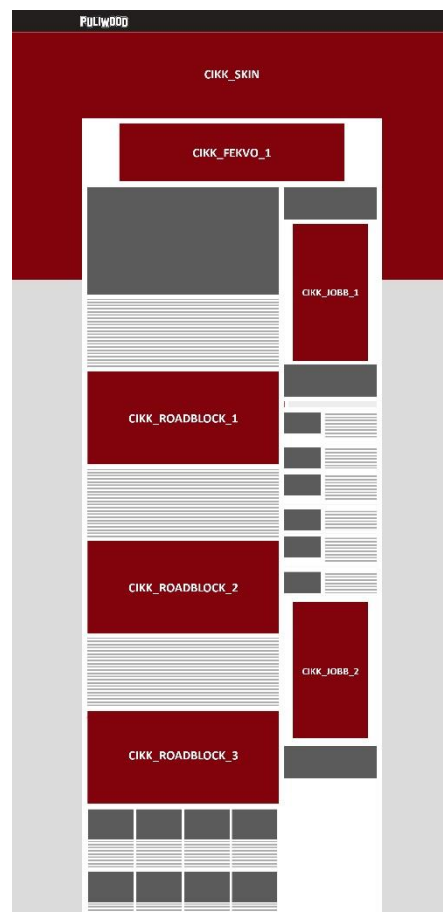 PULIWOOD
CIKK_SKIN
CIKK_FEKVO_1
CIKK_JOBB_1
CIKK_ROADBLOCK_1
CIKK_ROADBLOCK_2
CIKK_JOBB_2
CIKK_ROADBLOCK_3